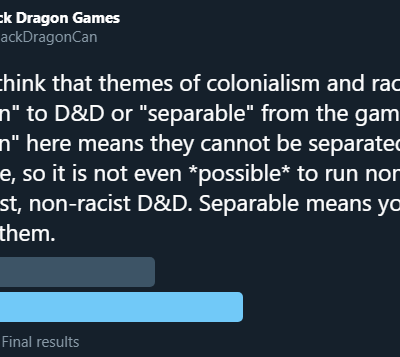 ck Dragon Games
ackDragonCan
think that themes of colonialism and rac
n" to D&D or "separable" from the gam
n" here means they cannot be separated
e, so it is not even *possible* to run non
st, non-racist D&D. Separable means yo
them.
Final results